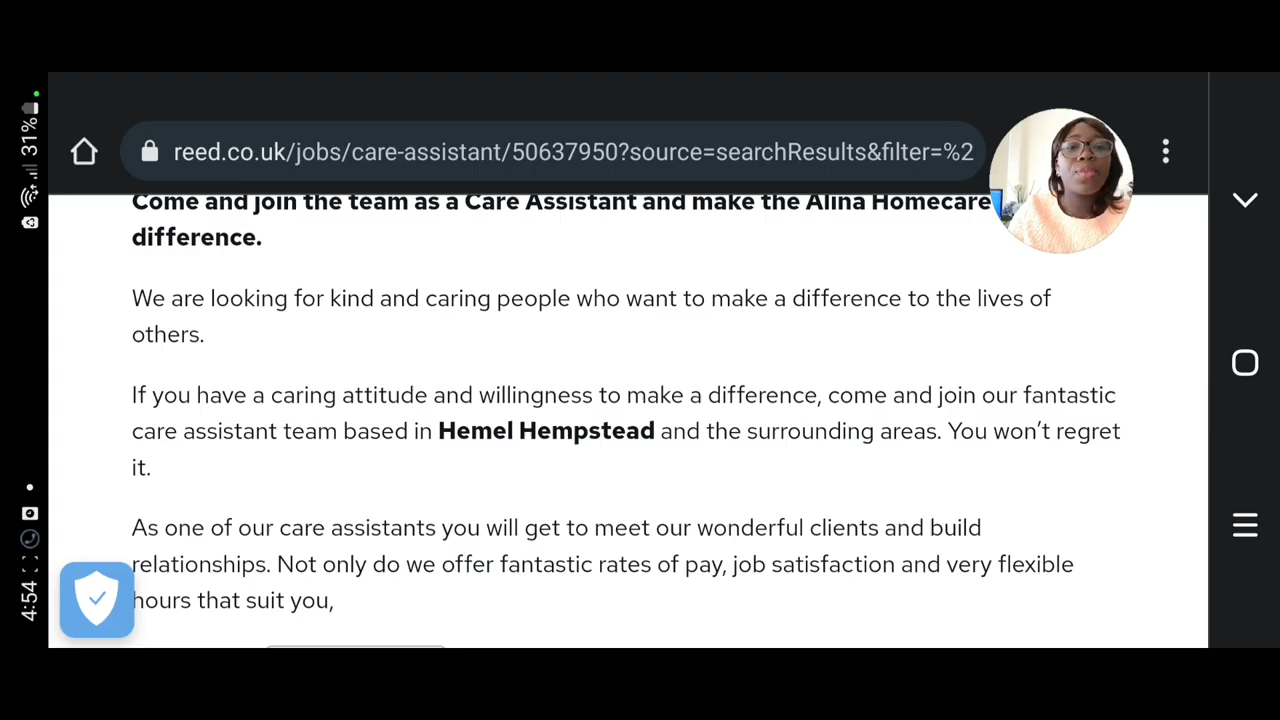 31%
4:54
reed.co.uk/jobs/care-assistant/50637950?source=searchResults&filter=%2
Come and join the team as a Care Assistant and make the Alina Homecare
difference.
We are looking for kind and caring people who want to make a difference to the lives of
others.
If you have a caring attitude and willingness to make a difference, come and join our fantastic
care assistant team based in Hemel Hempstead and the surrounding areas. You won’t regret
it.
As one of our care assistants you will get to meet our wonderful clients and build
relationships. Not only do we offer fantastic rates of pay, job satisfaction and very flexible
hours that suit you,